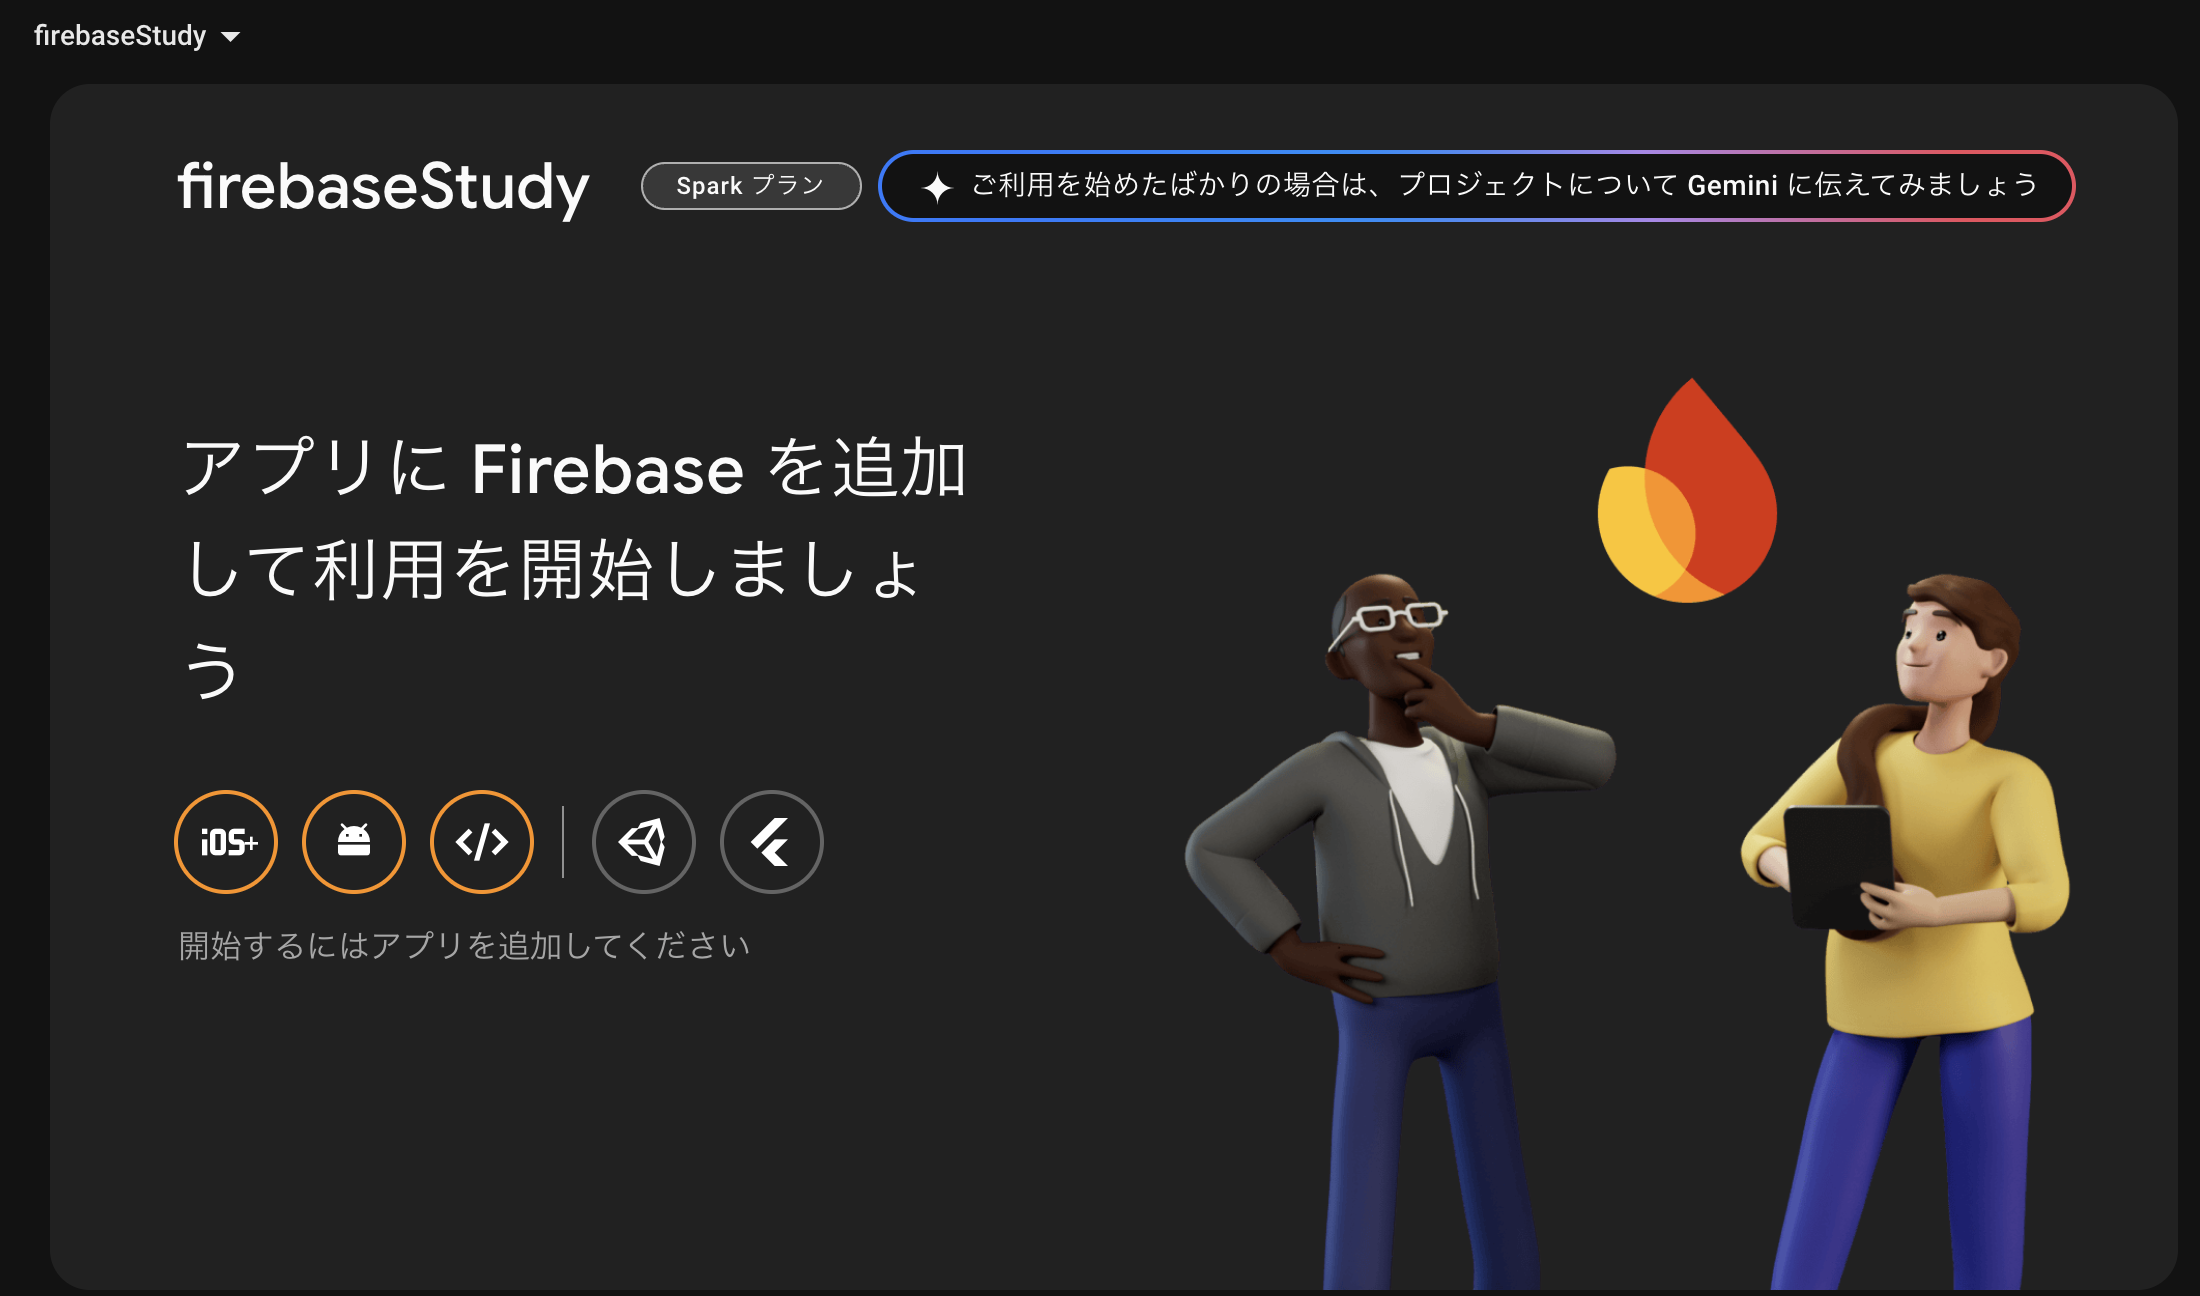 firebaseStudy
firebaseStudy
Spark プラン
ご利用を始めたばかりの場合は、プロジェクトについて Gemini に伝えてみましょう
アプリに Firebase を追加
して利用を開始しましょ
う
iOS+
開始するにはアプリを追加してください